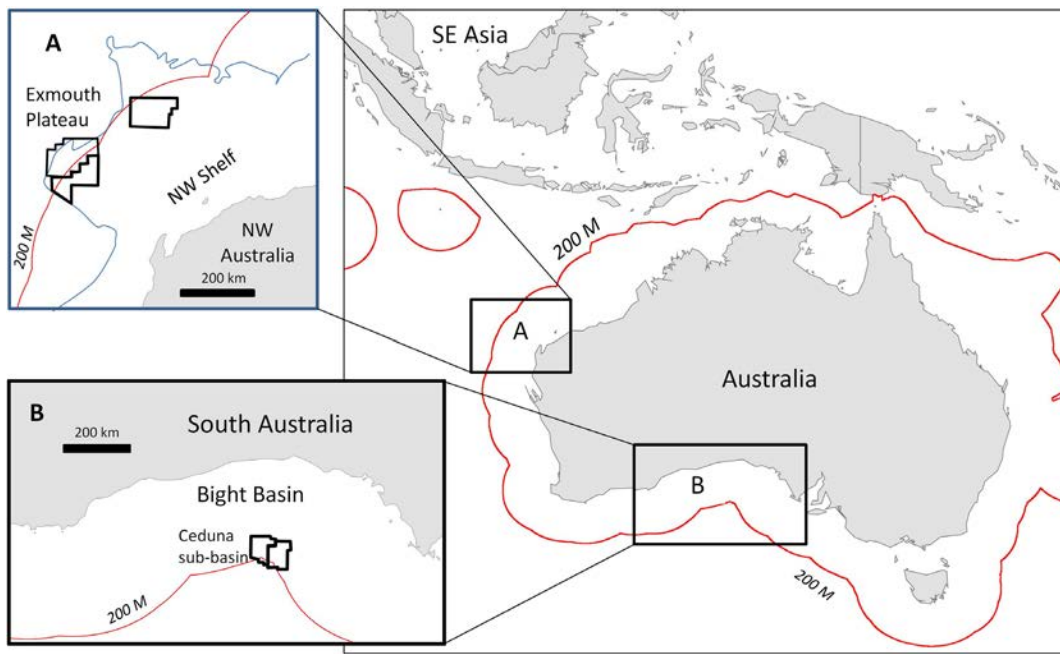 A
Exmouth
Plateau
NW Shelf
200 M
NW
Australia
200 km
SE Asia
200 M
A
Australia
B
200 M
B
200 km
South Australia
Bight Basin
Ceduna
sub-basin
200 M